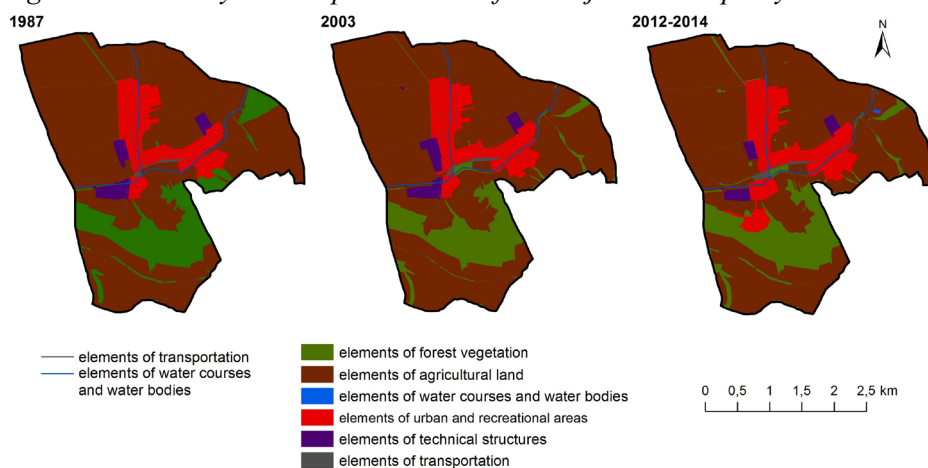 1987
2003
2012-2014
N
elements of transportation
elements of water courses
and water bodies
elements of forest vegetation
elements of agricultural land
elements of water courses and water bodies
elements of urban and recreational areas
elements of technical structures
elements of transportation
0 0,5 1 1,5 2 2,5 km